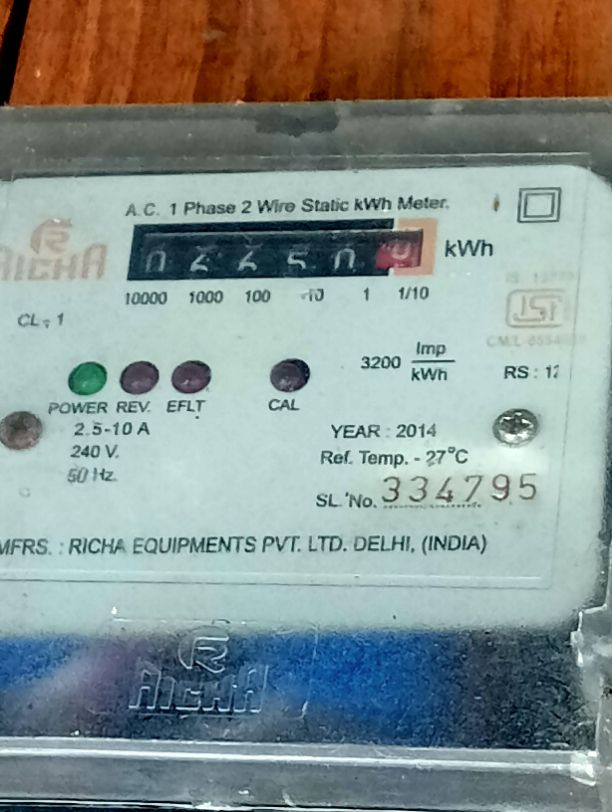 A.C. 1 Phase 2 Wire Static kWh Meter.
RICHA
kWh
10000 1000 100 10 1 1/10
CL. 1
ISI
3200 Imp/kWh
RS : 12
POWER REV. EFLT CAL
2.5-10 A
YEAR : 2014
240 V.
Ref. Temp. - 27°C
50 Hz.
SL. No. 334795
MFRS. : RICHA EQUIPMENTS PVT. LTD. DELHI, (INDIA)
R
RICHA